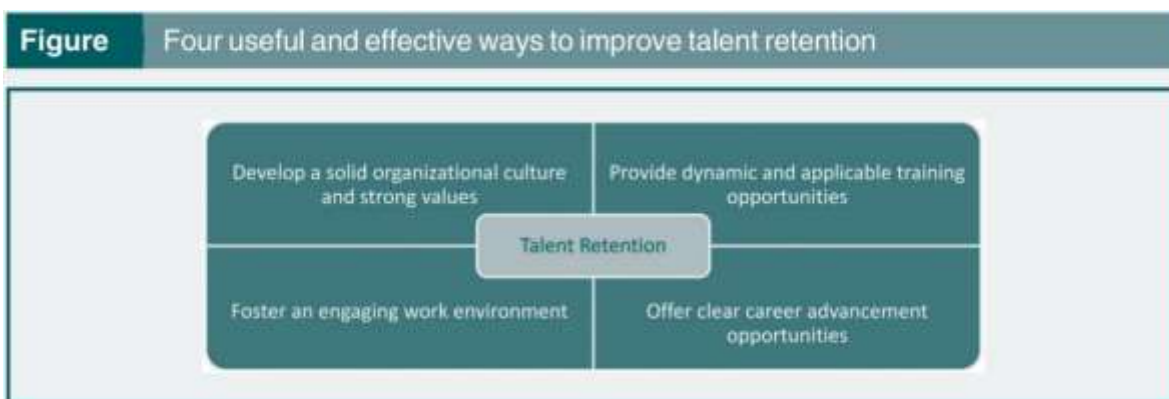 Figure Four useful and effective ways to improve talent retention
Develop a solid organizational culture
and strong values
Provide dynamic and applicable training
opportunities
Talent Retention
Foster an engaging work environment
Offer clear career advancement
opportunities